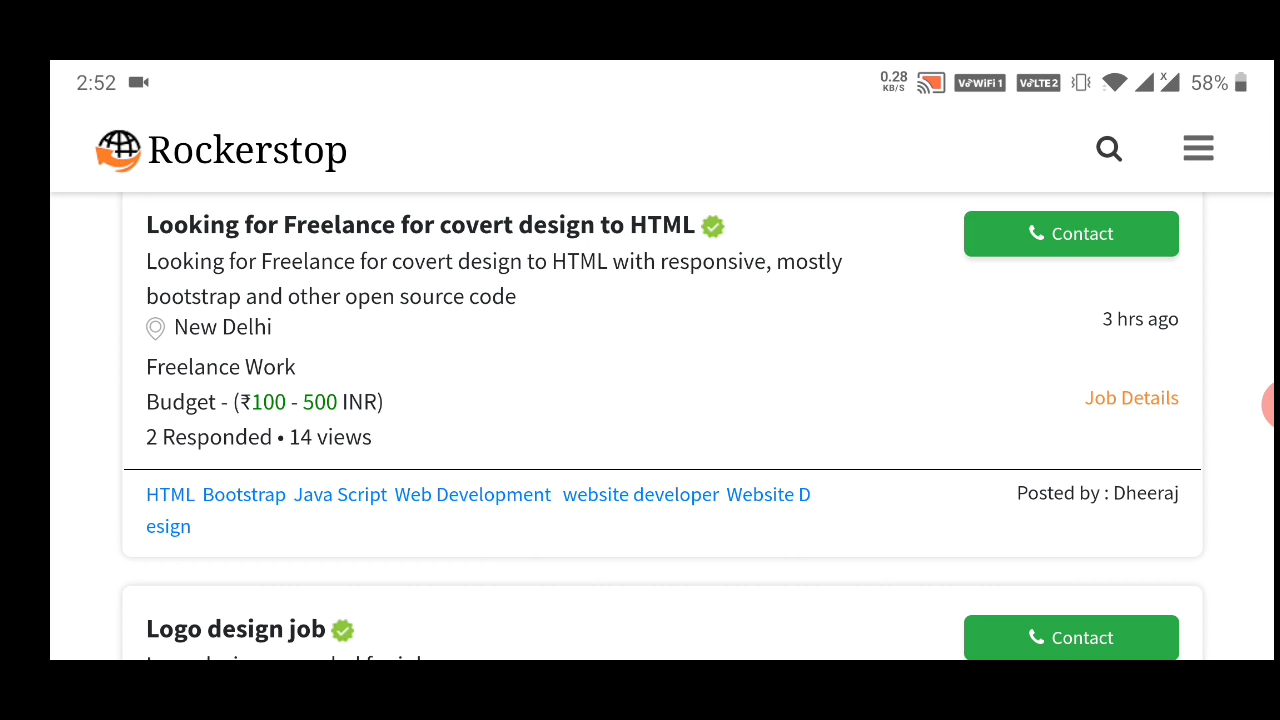 2:52
0.28 KB/S VoWiFi 1 VoLTE 2 X 58%
Rockerstop
Looking for Freelance for covert design to HTML
Contact
Looking for Freelance for covert design to HTML with responsive, mostly
bootstrap and other open source code
New Delhi
3 hrs ago
Freelance Work
Budget - (₹100 - 500 INR)
Job Details
2 Responded • 14 views
HTML Bootstrap Java Script Web Development website developer Website D
esign
Posted by : Dheeraj
Logo design job
Contact